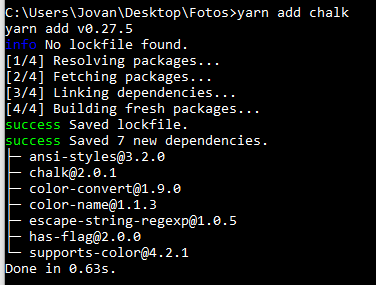 C:\Users\Jovan\Desktop\Fotos>yarn add chalk
yarn add v0.27.5
info No lockfile found.
[1/4] Resolving packages...
[2/4] Fetching packages...
[3/4] Linking dependencies...
[4/4] Building fresh packages...
success Saved lockfile.
success Saved 7 new dependencies.
├─ ansi-styles@3.2.0
├─ chalk@2.0.1
├─ color-convert@1.9.0
├─ color-name@1.1.3
├─ escape-string-regexp@1.0.5
├─ has-flag@2.0.0
└─ supports-color@4.2.1
Done in 0.63s.